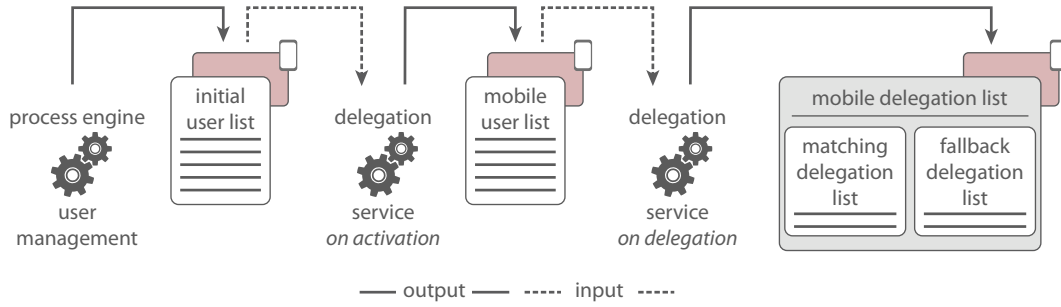 process engine
user
management
initial
user list
delegation
service
on activation
mobile
user list
delegation
service
on delegation
mobile delegation list
matching
delegation
list
fallback
delegation
list
output
input